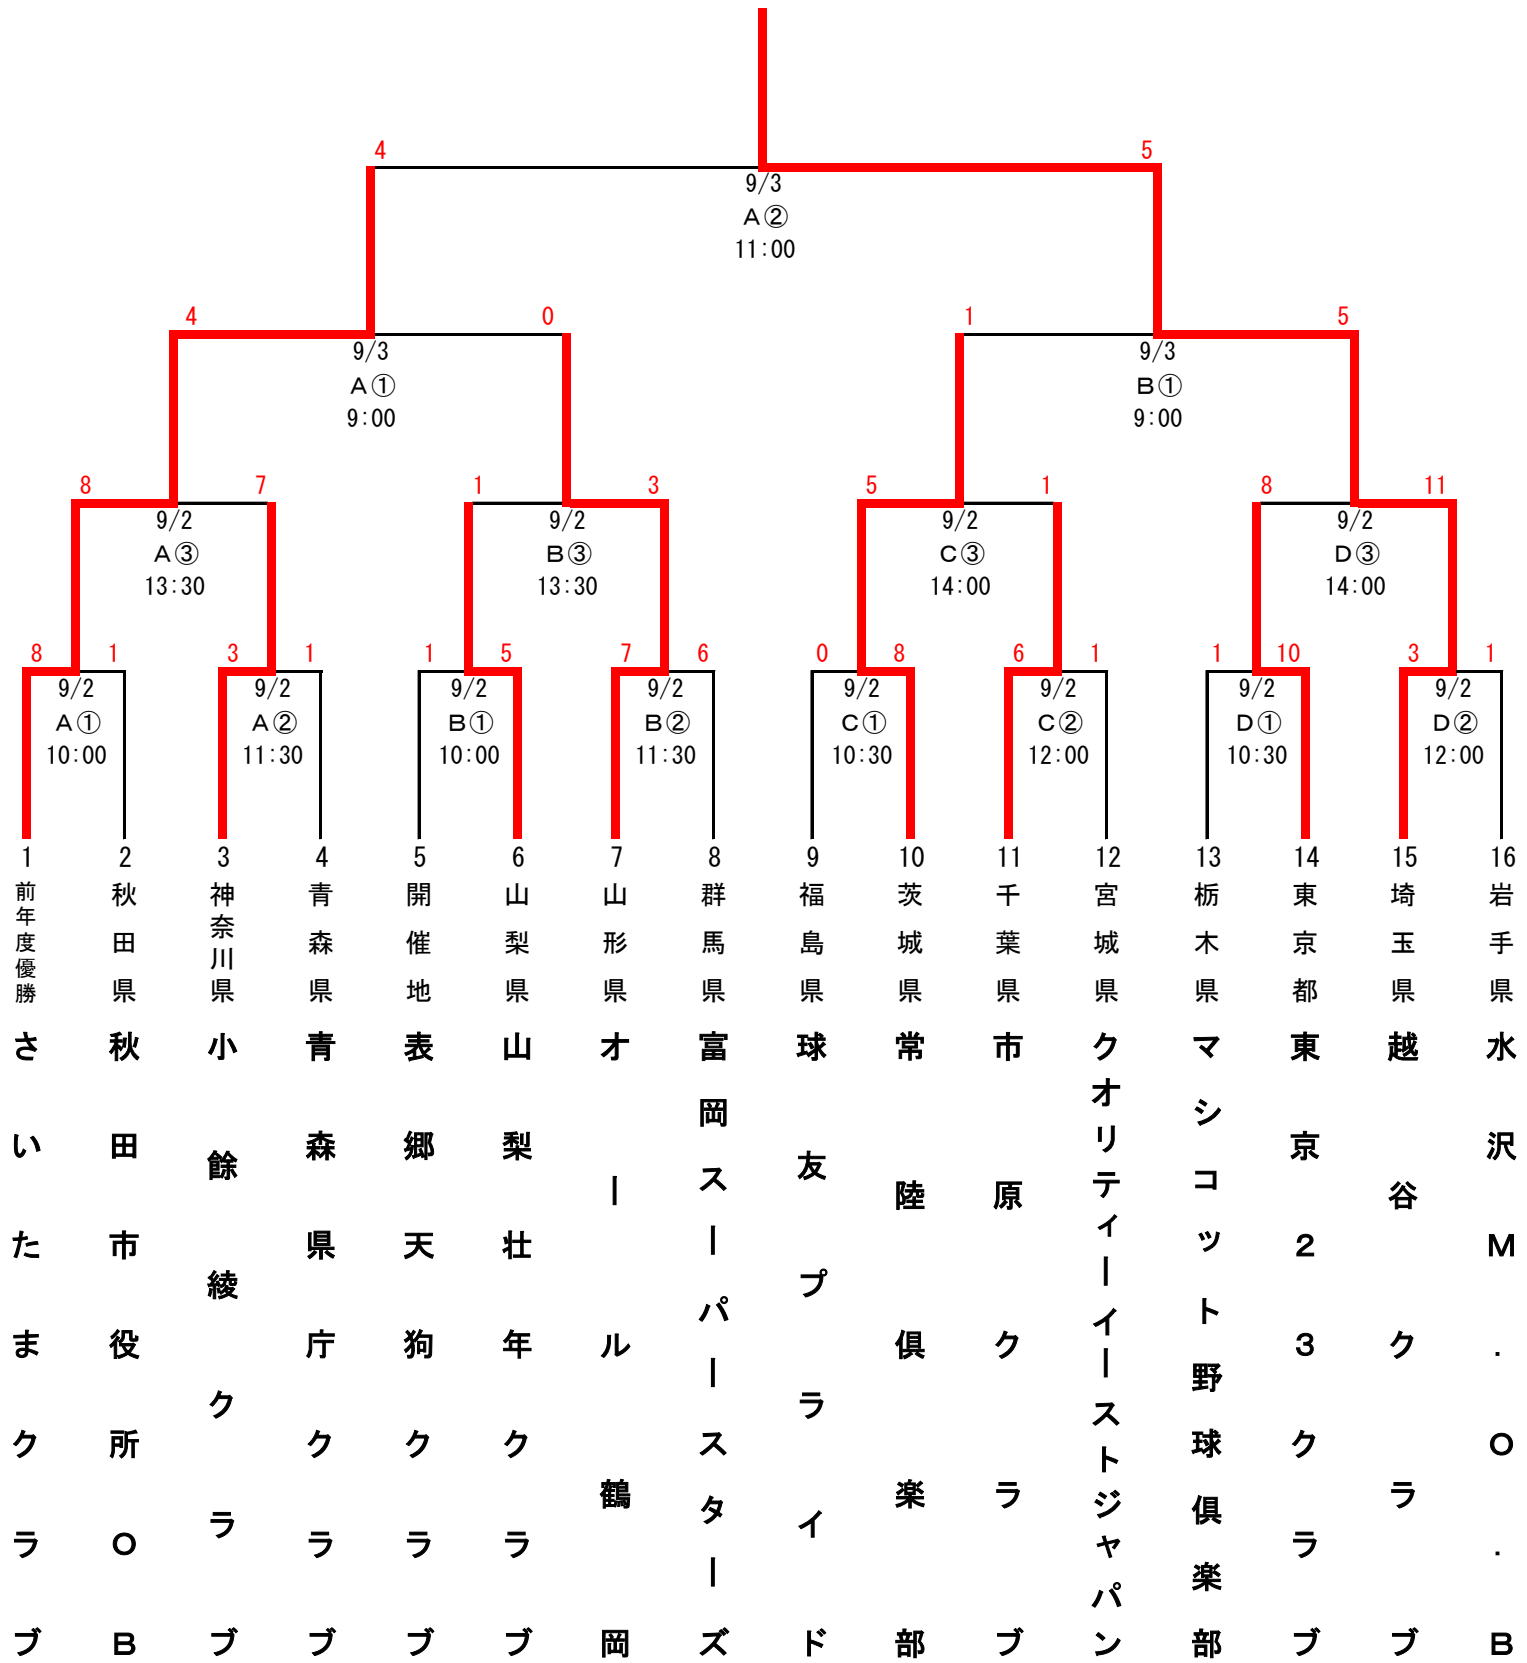 4 5
9/3
A②
11:00
4 0 1 5
9/3 9/3
A① B①
9:00 9:00
8 7 1 3 5 1 8 11
9/2 9/2 9/2 9/2
A③ B③ C③ D③
13:30 13:30 14:00 14:00
8 1 3 1 1 5 7 6 0 8 6 1 1 10 3 1
9/2 9/2 9/2 9/2 9/2 9/2 9/2 9/2
A① A② B① B② C① C② D① D②
10:00 11:30 10:00 11:30 10:30 12:00 10:30 12:00
1 2 3 4 5 6 7 8 9 10 11 12 13 14 15 16
前年度優勝
秋田県
神奈川県
青森県
開催地
山梨県
山形県
群馬県
福島県
茨城県
千葉県
宮城県
栃木県
東京都
埼玉県
岩手県
さいたまクラブ
秋田市役所OB
小餘綾クラブ
青森県庁クラブ
表郷天狗クラブ
山梨壮年クラブ
オール鶴岡
富岡スーパースターズ
球友プライド
常陸倶楽部
市原クラブ
クオリティーイーストジャパン
マシコット野球倶楽部
東京23クラブ
越谷クラブ
水沢M.O.B